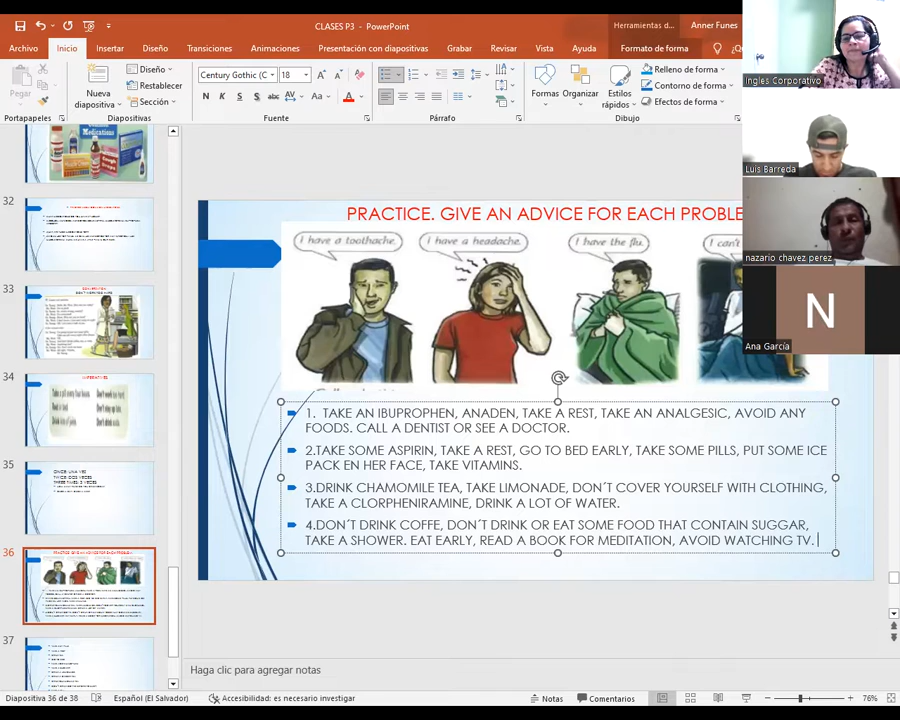 CLASES P3 - PowerPoint
Herramientas d...
Anner Funes
Archivo Inicio Insertar Diseño Transiciones Animaciones Presentación con diapositivas Grabar Revisar Vista Ayuda Formato de forma
Pegar
Nueva diapositiva
Diseño
Restablecer
Sección
Century Gothic (C 18
N K S S abc AV Aa A
Formas Organizar Estilos rápidos
Relleno de forma
Contorno de forma
Efectos de forma
Portapapeles Diapositivas Fuente Párrafo Dibujo
Ingles Corporativo
Luis Barreda
nazario chavez perez
N
Ana García
32
33
34
35
36
37
PRACTICE. GIVE AN ADVICE FOR EACH PROBLE
I have a toothache. I have a headache. I have the flu. I can't
1. TAKE AN IBUPROPHEN, ANADEN, TAKE A REST, TAKE AN ANALGESIC, AVOID ANY
FOODS. CALL A DENTIST OR SEE A DOCTOR.
2.TAKE SOME ASPIRIN, TAKE A REST, GO TO BED EARLY, TAKE SOME PILLS, PUT SOME ICE
PACK EN HER FACE, TAKE VITAMINS.
3.DRINK CHAMOMILE TEA, TAKE LIMONADE, DON´T COVER YOURSELF WITH CLOTHING,
TAKE A CLORPHENIRAMINE, DRINK A LOT OF WATER.
4.DON´T DRINK COFFE, DON´T DRINK OR EAT SOME FOOD THAT CONTAIN SUGGAR,
TAKE A SHOWER. EAT EARLY, READ A BOOK FOR MEDITATION, AVOID WATCHING TV.
Haga clic para agregar notas
Diapositiva 36 de 38 Español (El Salvador) Accesibilidad: es necesario investigar Notas Comentarios 76%